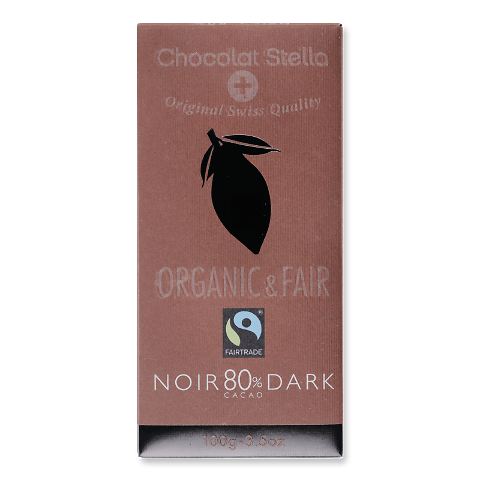 Chocolat Stella
Original Swiss Quality
ORGANIC & FAIR
FAIRTRADE
NOIR 80% DARK
CACAO
100g-3.5oz